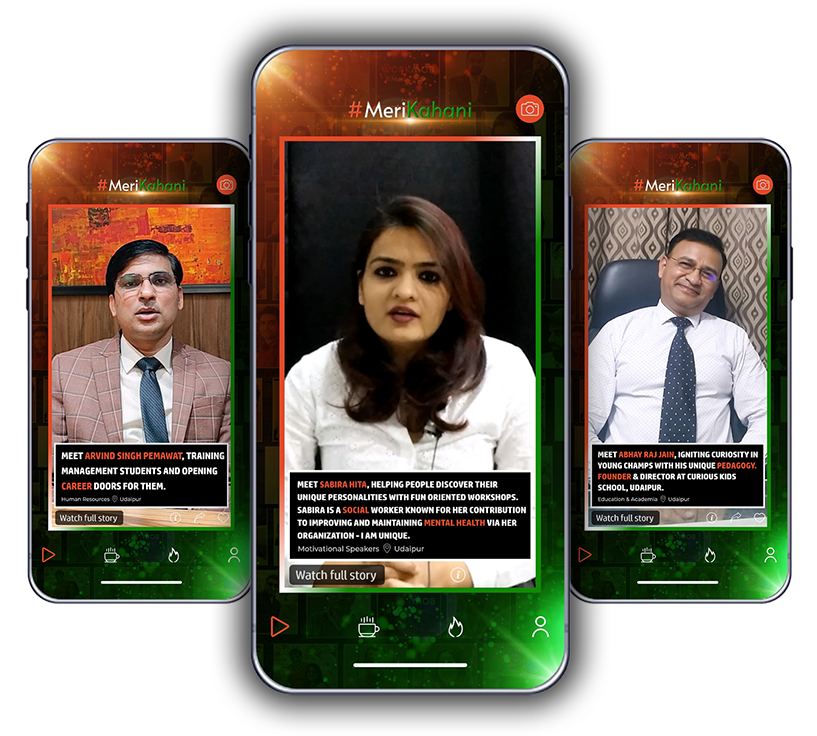 #MeriKahani
MEET ARVIND SINGH PEMAWAT, TRAINING
MANAGEMENT STUDENTS AND OPENING
CAREER DOORS FOR THEM.
Human Resources Udaipur
Watch full story
#MeriKahani
MEET SABIRA HITA, HELPING PEOPLE DISCOVER THEIR
UNIQUE PERSONALITIES WITH FUN ORIENTED WORKSHOPS.
SABIRA IS A SOCIAL WORKER KNOWN FOR HER CONTRIBUTION
TO IMPROVING AND MAINTAINING MENTAL HEALTH VIA HER
ORGANIZATION - I AM UNIQUE.
Motivational Speakers Udaipur
Watch full story
#MeriKahani
MEET ABHAY RAJ JAIN, IGNITING CURIOSITY IN
YOUNG CHAMPS WITH HIS UNIQUE PEDAGOGY.
FOUNDER & DIRECTOR AT CURIOUS KIDS
SCHOOL, UDAIPUR.
Education & Academia Udaipur
Watch full story